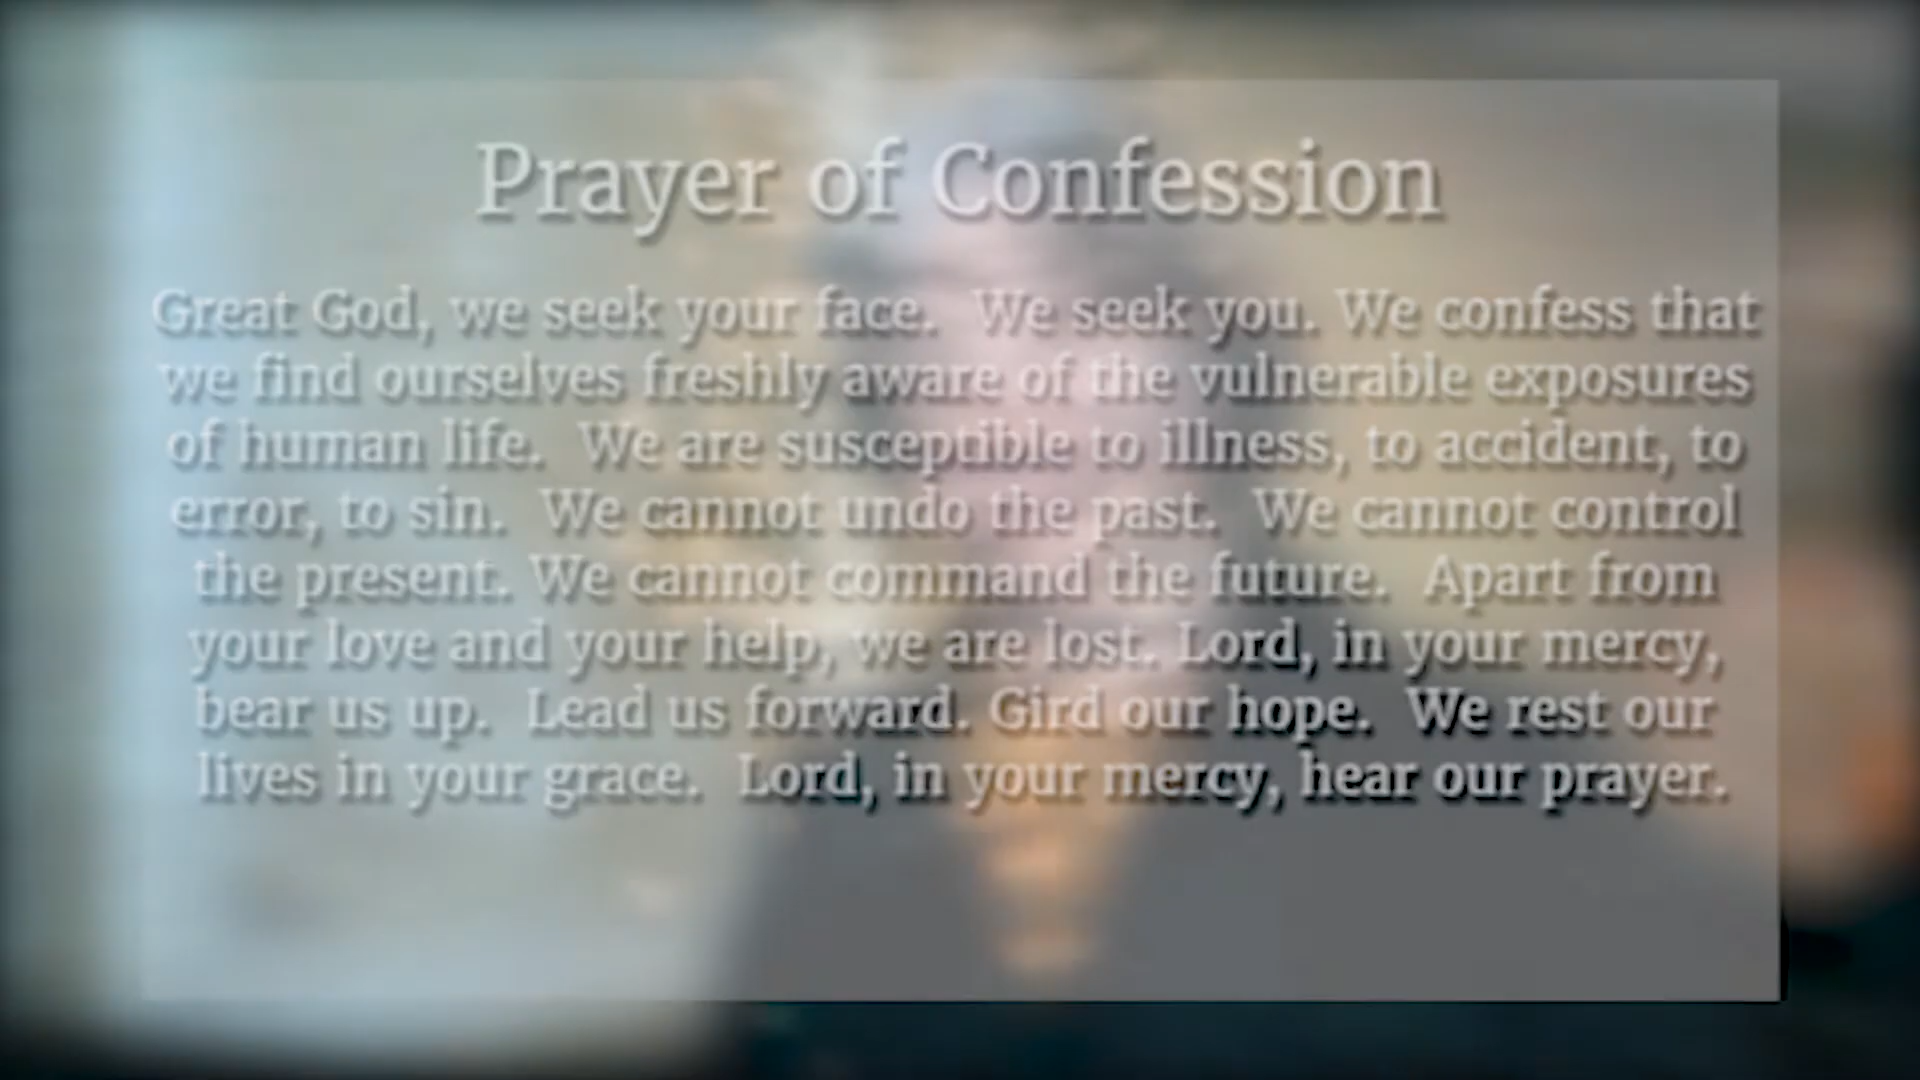 Prayer of Confession
Great God, we seek your face.  We seek you. We confess that
we find ourselves freshly aware of the vulnerable exposures
of human life.  We are susceptible to illness, to accident, to
error, to sin.  We cannot undo the past.  We cannot control
the present. We cannot command the future.  Apart from
your love and your help, we are lost. Lord, in your mercy,
bear us up.  Lead us forward. Gird our hope.  We rest our
lives in your grace.  Lord, in your mercy, hear our prayer.